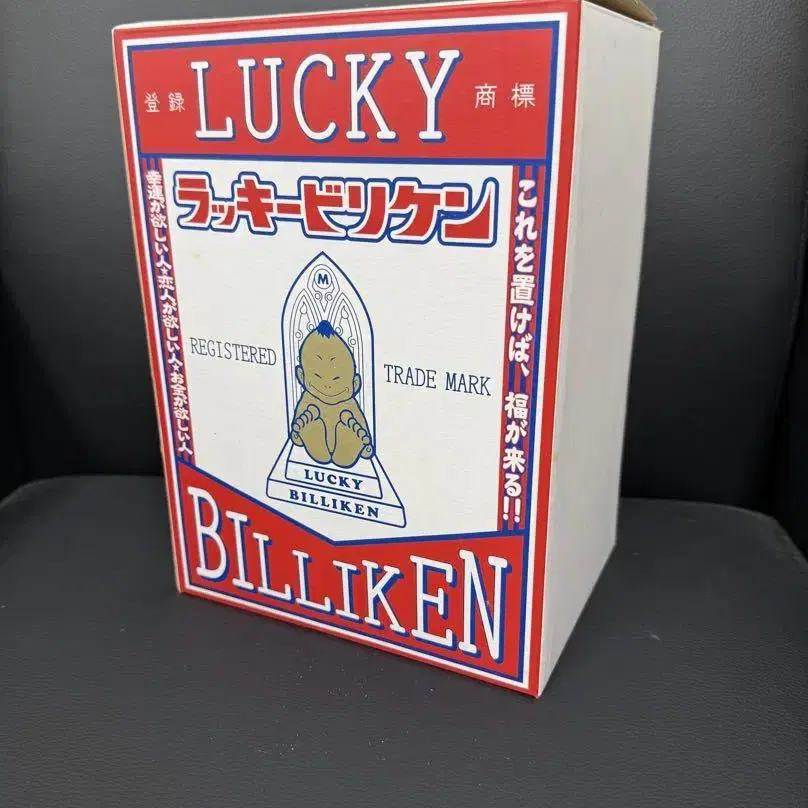 登録 LUCKY 商標
ラッキービリケン
幸運が欲しい人☆恋人が欲しい人☆お金が欲しい人
これを置けば、福が来る!!
M
REGISTERED TRADE MARK
LUCKY
BILLIKEN
BILLIKEN